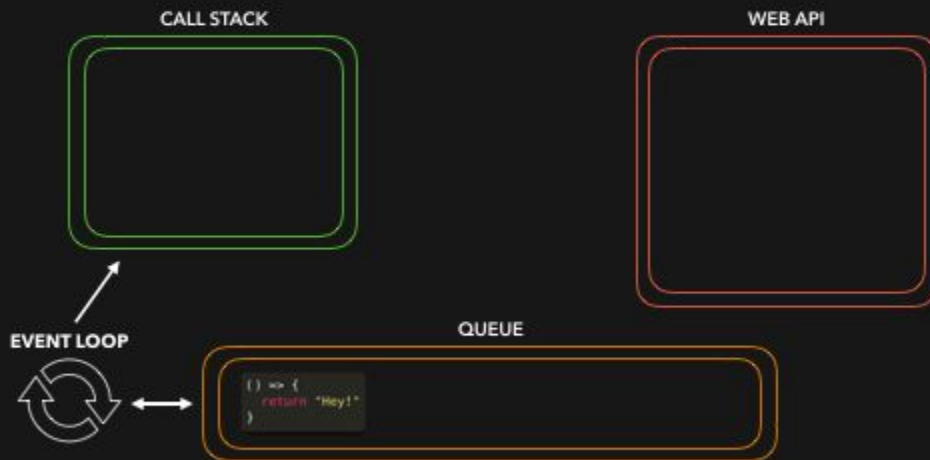 CALL STACK
WEB API
EVENT LOOP
QUEUE
() => {
return "Hey!"
}